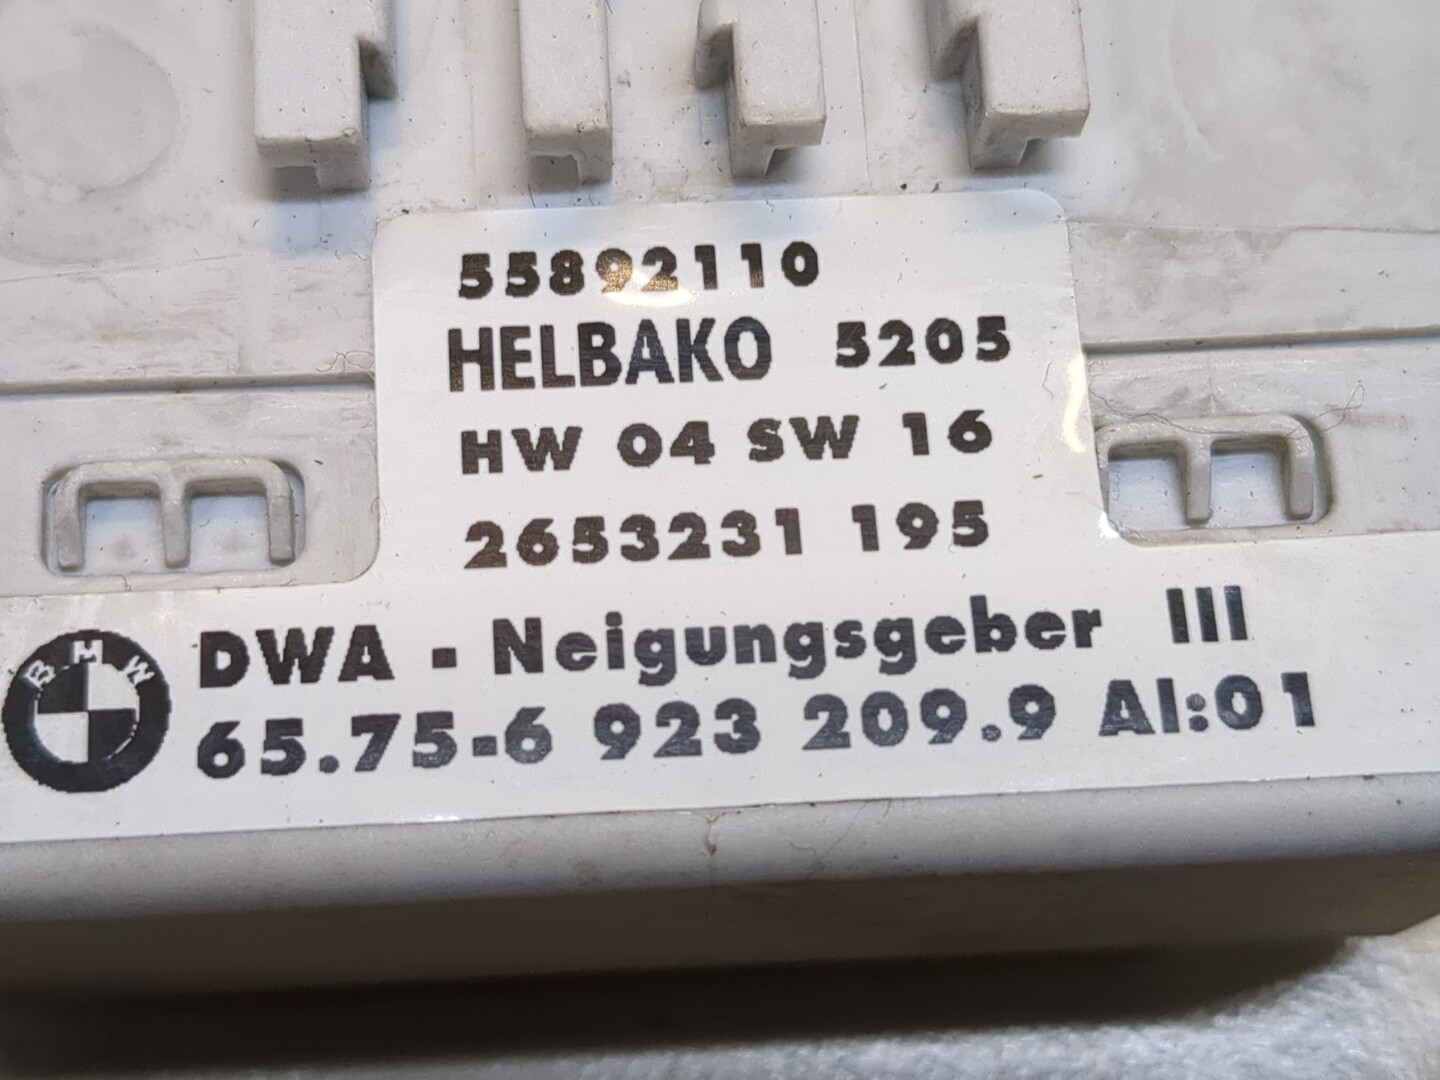 55892110
HELBAKO 5205
HW 04 SW 16
2653231 195
BMW
DWA - Neigungsgeber III
65.75-6 923 209.9 AI:01